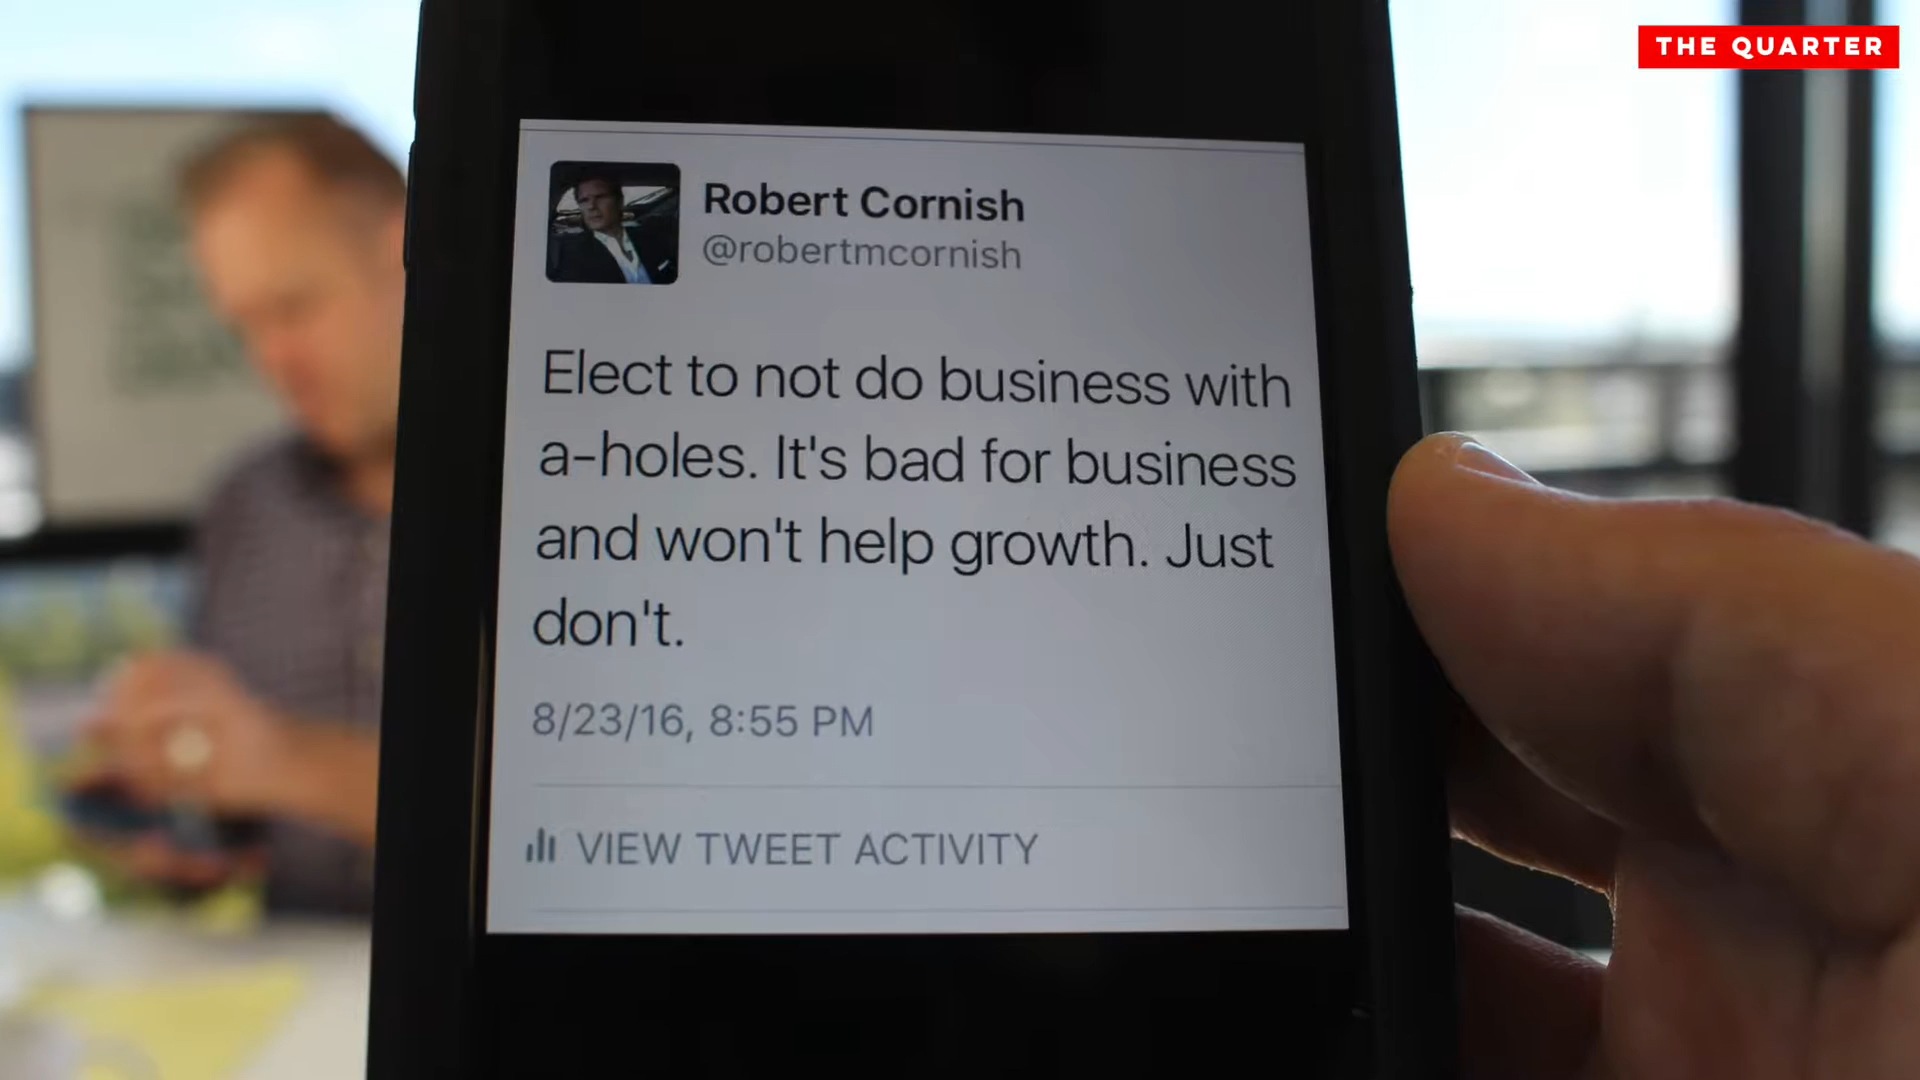 THE QUARTER
Robert Cornish
@robertmcornish
Elect to not do business with
a-holes. It's bad for business
and won't help growth. Just
don't.
8/23/16, 8:55 PM
VIEW TWEET ACTIVITY